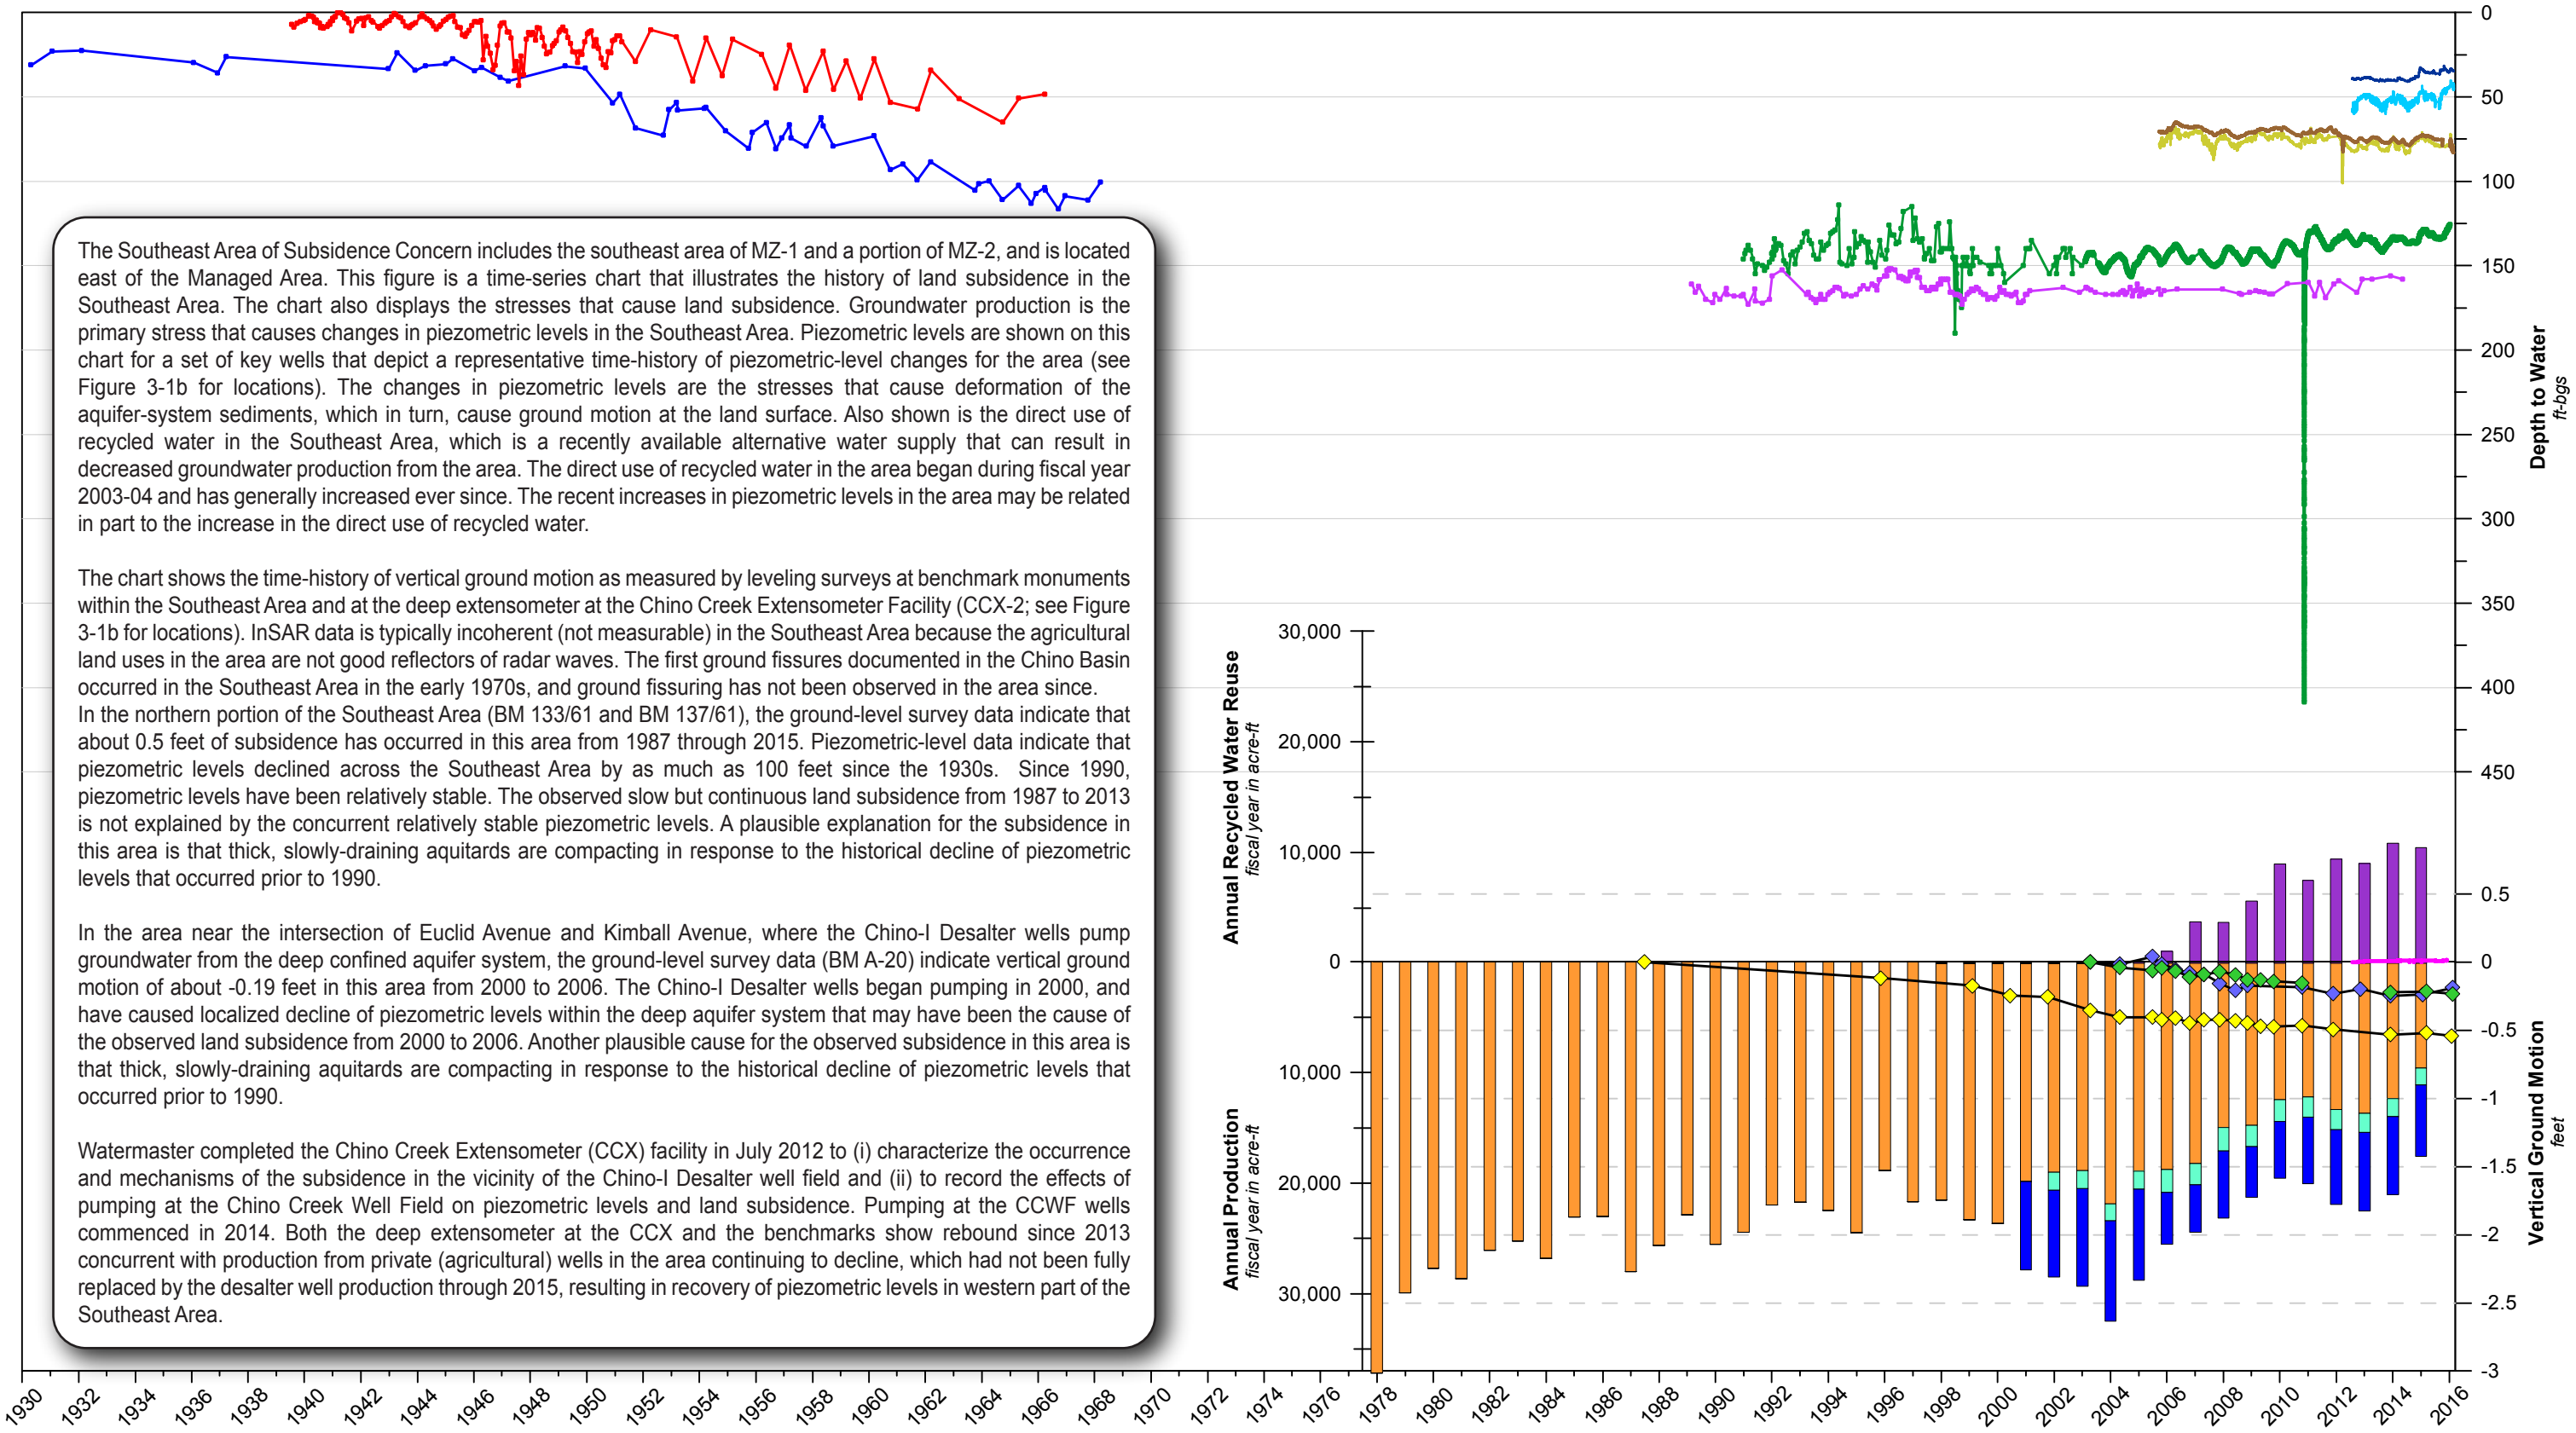 The Southeast Area of Subsidence Concern includes the southeast area of MZ-1 and a portion of MZ-2, and is located
east of the Managed Area. This figure is a time-series chart that illustrates the history of land subsidence in the
Southeast Area. The chart also displays the stresses that cause land subsidence. Groundwater production is the
primary stress that causes changes in piezometric levels in the Southeast Area. Piezometric levels are shown on this
chart for a set of key wells that depict a representative time-history of piezometric-level changes for the area (see
Figure 3-1b for locations). The changes in piezometric levels are the stresses that cause deformation of the
aquifer-system sediments, which in turn, cause ground motion at the land surface. Also shown is the direct use of
recycled water in the Southeast Area, which is a recently available alternative water supply that can result in
decreased groundwater production from the area. The direct use of recycled water in the area began during fiscal year
2003-04 and has generally increased ever since. The recent increases in piezometric levels in the area may be related
in part to the increase in the direct use of recycled water.
The chart shows the time-history of vertical ground motion as measured by leveling surveys at benchmark monuments
within the Southeast Area and at the deep extensometer at the Chino Creek Extensometer Facility (CCX-2; see Figure
3-1b for locations). InSAR data is typically incoherent (not measurable) in the Southeast Area because the agricultural
land uses in the area are not good reflectors of radar waves. The first ground fissures documented in the Chino Basin
occurred in the Southeast Area in the early 1970s, and ground fissuring has not been observed in the area since.
In the northern portion of the Southeast Area (BM 133/61 and BM 137/61), the ground-level survey data indicate that
about 0.5 feet of subsidence has occurred in this area from 1987 through 2015. Piezometric-level data indicate that
piezometric levels declined across the Southeast Area by as much as 100 feet since the 1930s. Since 1990,
piezometric levels have been relatively stable. The observed slow but continuous land subsidence from 1987 to 2013
is not explained by the concurrent relatively stable piezometric levels. A plausible explanation for the subsidence in
this area is that thick, slowly-draining aquitards are compacting in response to the historical decline of piezometric
levels that occurred prior to 1990.
In the area near the intersection of Euclid Avenue and Kimball Avenue, where the Chino-I Desalter wells pump
groundwater from the deep confined aquifer system, the ground-level survey data (BM A-20) indicate vertical ground
motion of about -0.19 feet in this area from 2000 to 2006. The Chino-I Desalter wells began pumping in 2000, and
have caused localized decline of piezometric levels within the deep aquifer system that may have been the cause of
the observed land subsidence from 2000 to 2006. Another plausible cause for the observed subsidence in this area is
that thick, slowly-draining aquitards are compacting in response to the historical decline of piezometric levels that
occurred prior to 1990.
Watermaster completed the Chino Creek Extensometer (CCX) facility in July 2012 to (i) characterize the occurrence
and mechanisms of the subsidence in the vicinity of the Chino-I Desalter well field and (ii) to record the effects of
pumping at the Chino Creek Well Field on piezometric levels and land subsidence. Pumping at the CCWF wells
commenced in 2014. Both the deep extensometer at the CCX and the benchmarks show rebound since 2013
concurrent with production from private (agricultural) wells in the area continuing to decline, which had not been fully
replaced by the desalter well production through 2015, resulting in recovery of piezometric levels in western part of the
Southeast Area.
Annual Recycled Water Reuse
fiscal year in acre-ft
30,000
20,000
10,000
0
10,000
20,000
30,000
Annual Production
fiscal year in acre-ft
0
50
100
150
200
250
300
350
400
450
Depth to Water
ft-bgs
0.5
0
-0.5
-1
-1.5
-2
-2.5
-3
Vertical Ground Motion
feet
1930 1932 1934 1936 1938 1940 1942 1944 1946 1948 1950 1952 1954 1956 1958 1960 1962 1964 1966 1968 1970 1972 1974 1976 1978 1980 1982 1984 1986 1988 1990 1992 1994 1996 1998 2000 2002 2004 2006 2008 2010 2012 2014 2016